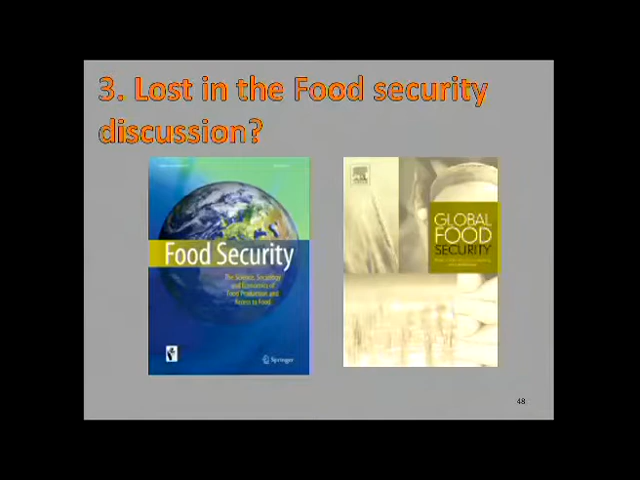 3. Lost in the Food security
discussion?
Food Security
The Science, Sociology
and Economics of
Food Production and
Access to Food
Springer
GLOBAL
FOOD
SECURITY
48